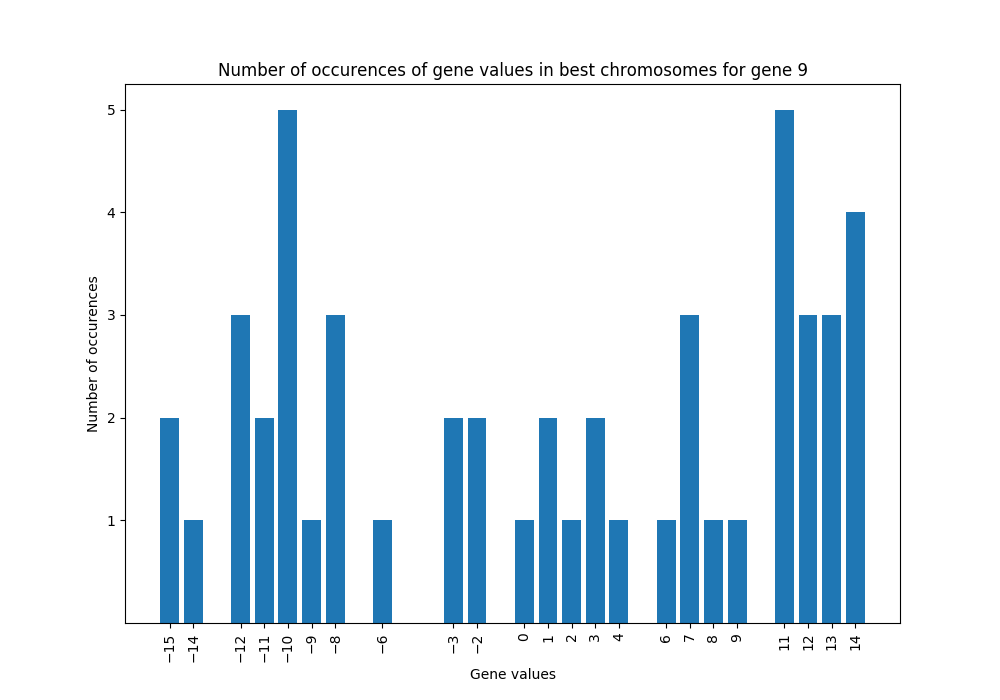 Number of occurences of gene values in best chromosomes for gene 9
5
4
3
2
1
Number of occurences
−15 −14 −12 −11 −10 −9 −8 −6 −3 −2 0 1 2 3 4 6 7 8 9 11 12 13 14
Gene values